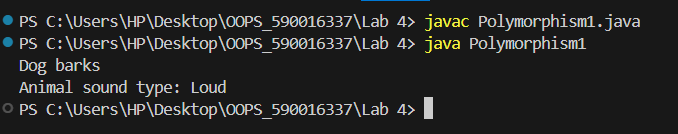 PS C:\Users\HP\Desktop\OOPS_590016337\Lab 4> javac Polymorphism1.java
PS C:\Users\HP\Desktop\OOPS_590016337\Lab 4> java Polymorphism1
Dog barks
Animal sound type: Loud
PS C:\Users\HP\Desktop\OOPS_590016337\Lab 4>